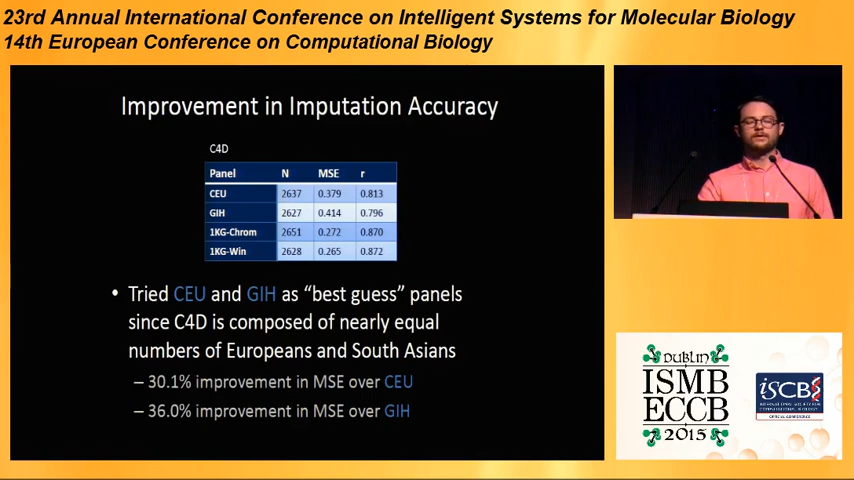 23rd Annual International Conference on Intelligent Systems for Molecular Biology
14th European Conference on Computational Biology
Improvement in Imputation Accuracy
C4D
Panel N MSE r
CEU 2637 0.379 0.813
GIH 2627 0.414 0.796
1KG-Chrom 2651 0.272 0.870
1KG-Win 2628 0.265 0.872
• Tried CEU and GIH as “best guess” panels
since C4D is composed of nearly equal
numbers of Europeans and South Asians
– 30.1% improvement in MSE over CEU
– 36.0% improvement in MSE over GIH
DUBLIN
ISMB
ECCB
2015
iSCB
OFFICIAL CONFERENCE